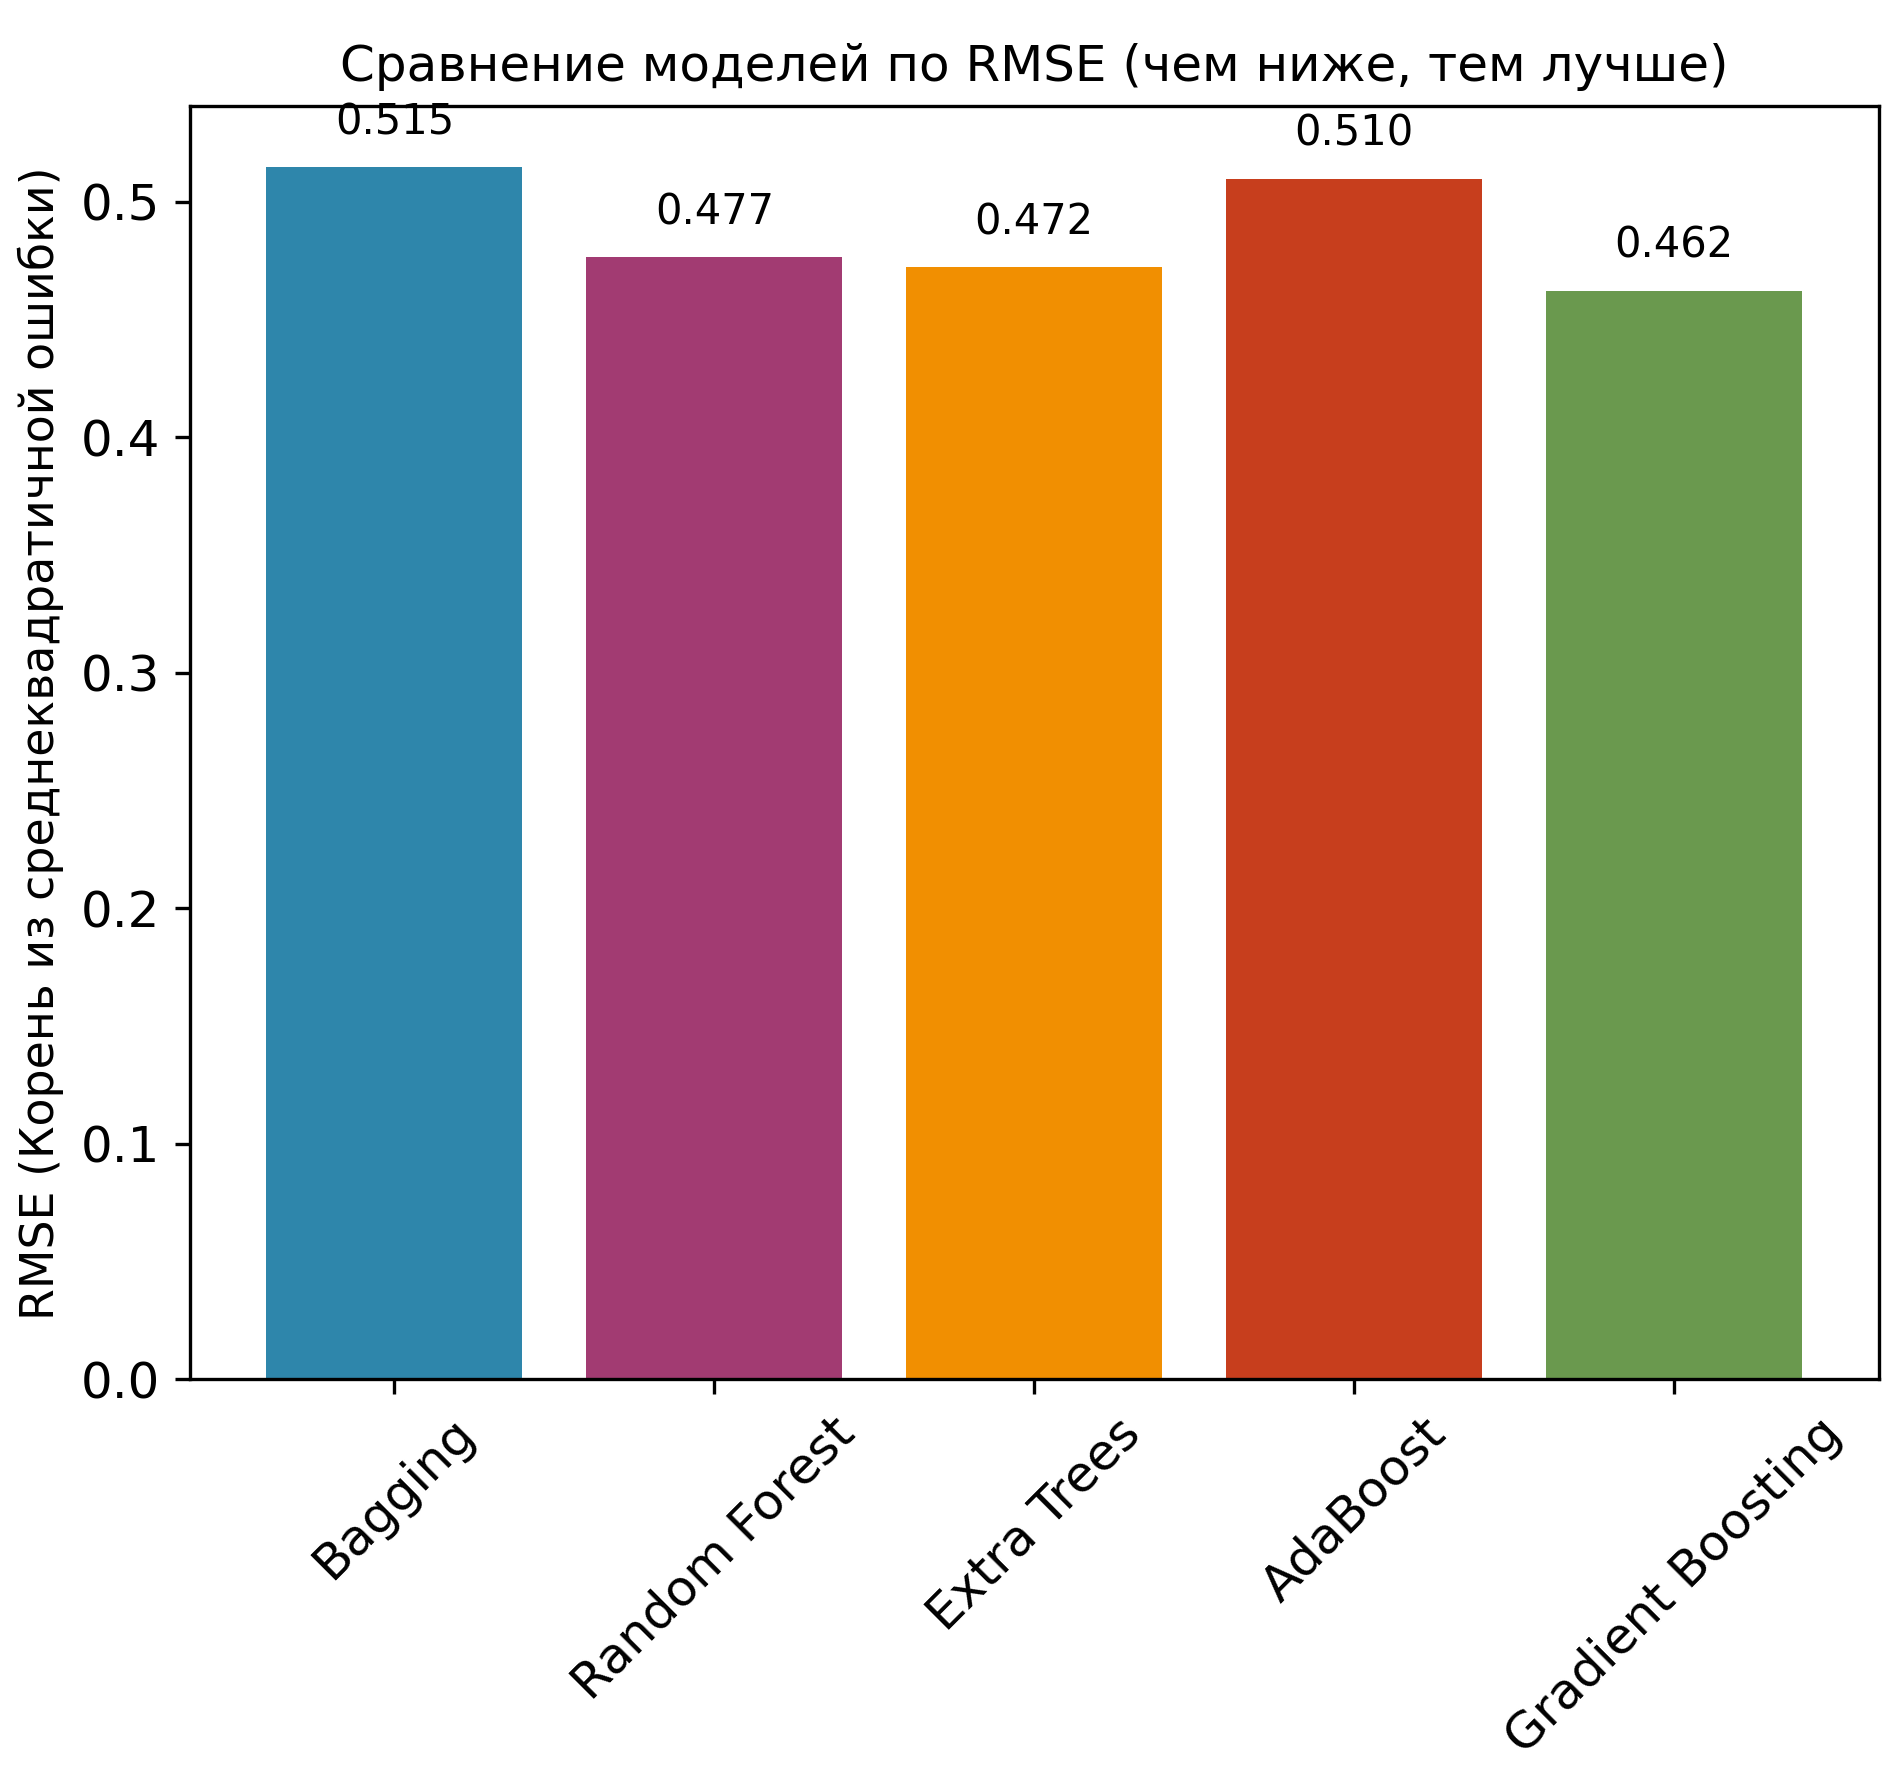 Сравнение моделей по RMSE (чем ниже, тем лучше)
RMSE (Корень из среднеквадратичной ошибки)
0.5
0.4
0.3
0.2
0.1
0.0
0.515
0.477
0.472
0.510
0.462
Bagging
Random Forest
Extra Trees
AdaBoost
Gradient Boosting